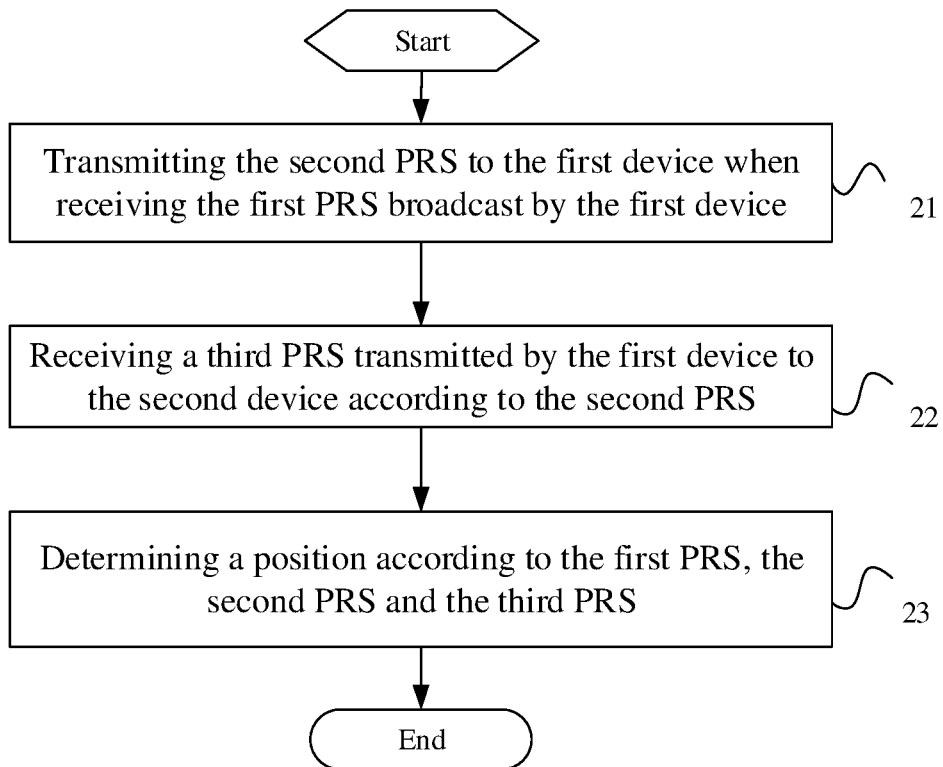 Start
Transmitting the second PRS to the first device when
receiving the first PRS broadcast by the first device
21
Receiving a third PRS transmitted by the first device to
the second device according to the second PRS
22
Determining a position according to the first PRS, the
second PRS and the third PRS
23
End